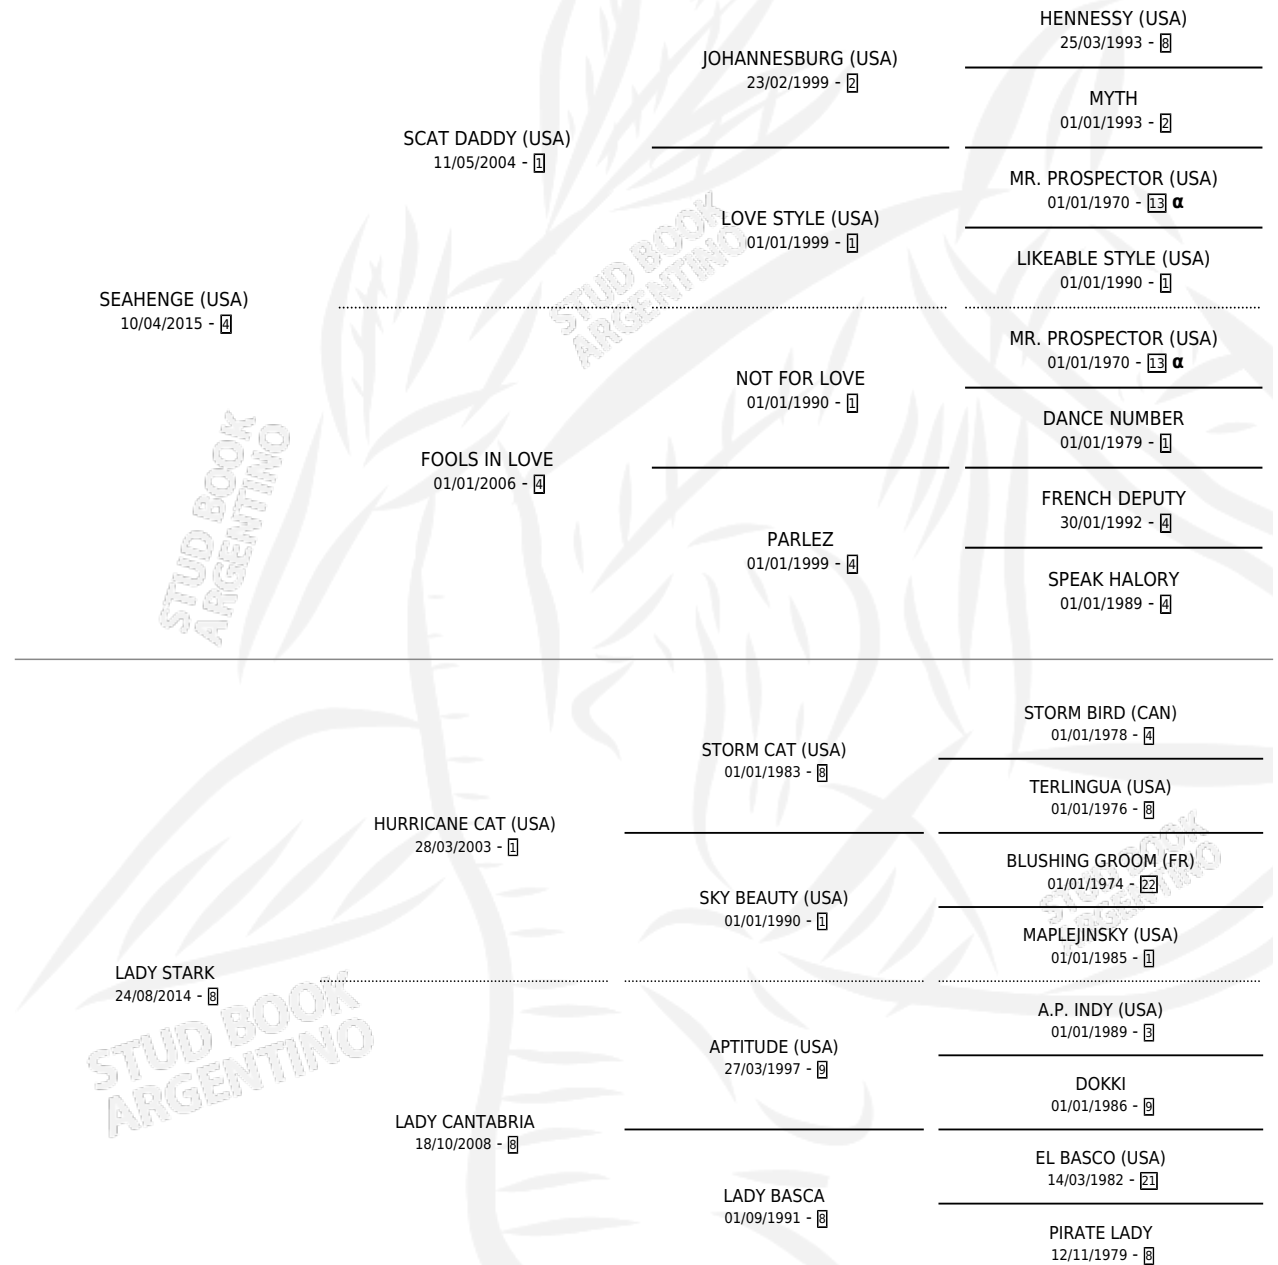 HENNESSY (USA)
25/03/1993 - 8
JOHANNESBURG (USA)
23/02/1999 - 2
MYTH
01/01/1993 - 2
SCAT DADDY (USA)
11/05/2004 - 1
MR. PROSPECTOR (USA)
01/01/1970 - 13 α
LOVE STYLE (USA)
01/01/1999 - 1
LIKEABLE STYLE (USA)
01/01/1990 - 1
SEAHENGE (USA)
10/04/2015 - 4
MR. PROSPECTOR (USA)
01/01/1970 - 13 α
NOT FOR LOVE
01/01/1990 - 1
DANCE NUMBER
01/01/1979 - 1
FOOLS IN LOVE
01/01/2006 - 4
FRENCH DEPUTY
30/01/1992 - 4
PARLEZ
01/01/1999 - 4
SPEAK HALORY
01/01/1989 - 4
STORM BIRD (CAN)
01/01/1978 - 4
STORM CAT (USA)
01/01/1983 - 8
TERLINGUA (USA)
01/01/1976 - 8
HURRICANE CAT (USA)
28/03/2003 - 1
BLUSHING GROOM (FR)
01/01/1974 - 22
SKY BEAUTY (USA)
01/01/1990 - 1
MAPLEJINSKY (USA)
01/01/1985 - 1
LADY STARK
24/08/2014 - 8
A.P. INDY (USA)
01/01/1989 - 3
APTITUDE (USA)
27/03/1997 - 9
DOKKI
01/01/1986 - 9
LADY CANTABRIA
18/10/2008 - 8
EL BASCO (USA)
14/03/1982 - 21
LADY BASCA
01/09/1991 - 8
PIRATE LADY
12/11/1979 - 8
STUD BOOK
ARGENTINO
STUD BOOK
ARGENTINO
STUD BOOK
ARGENTINO
STUD BOOK
ARGENTINO